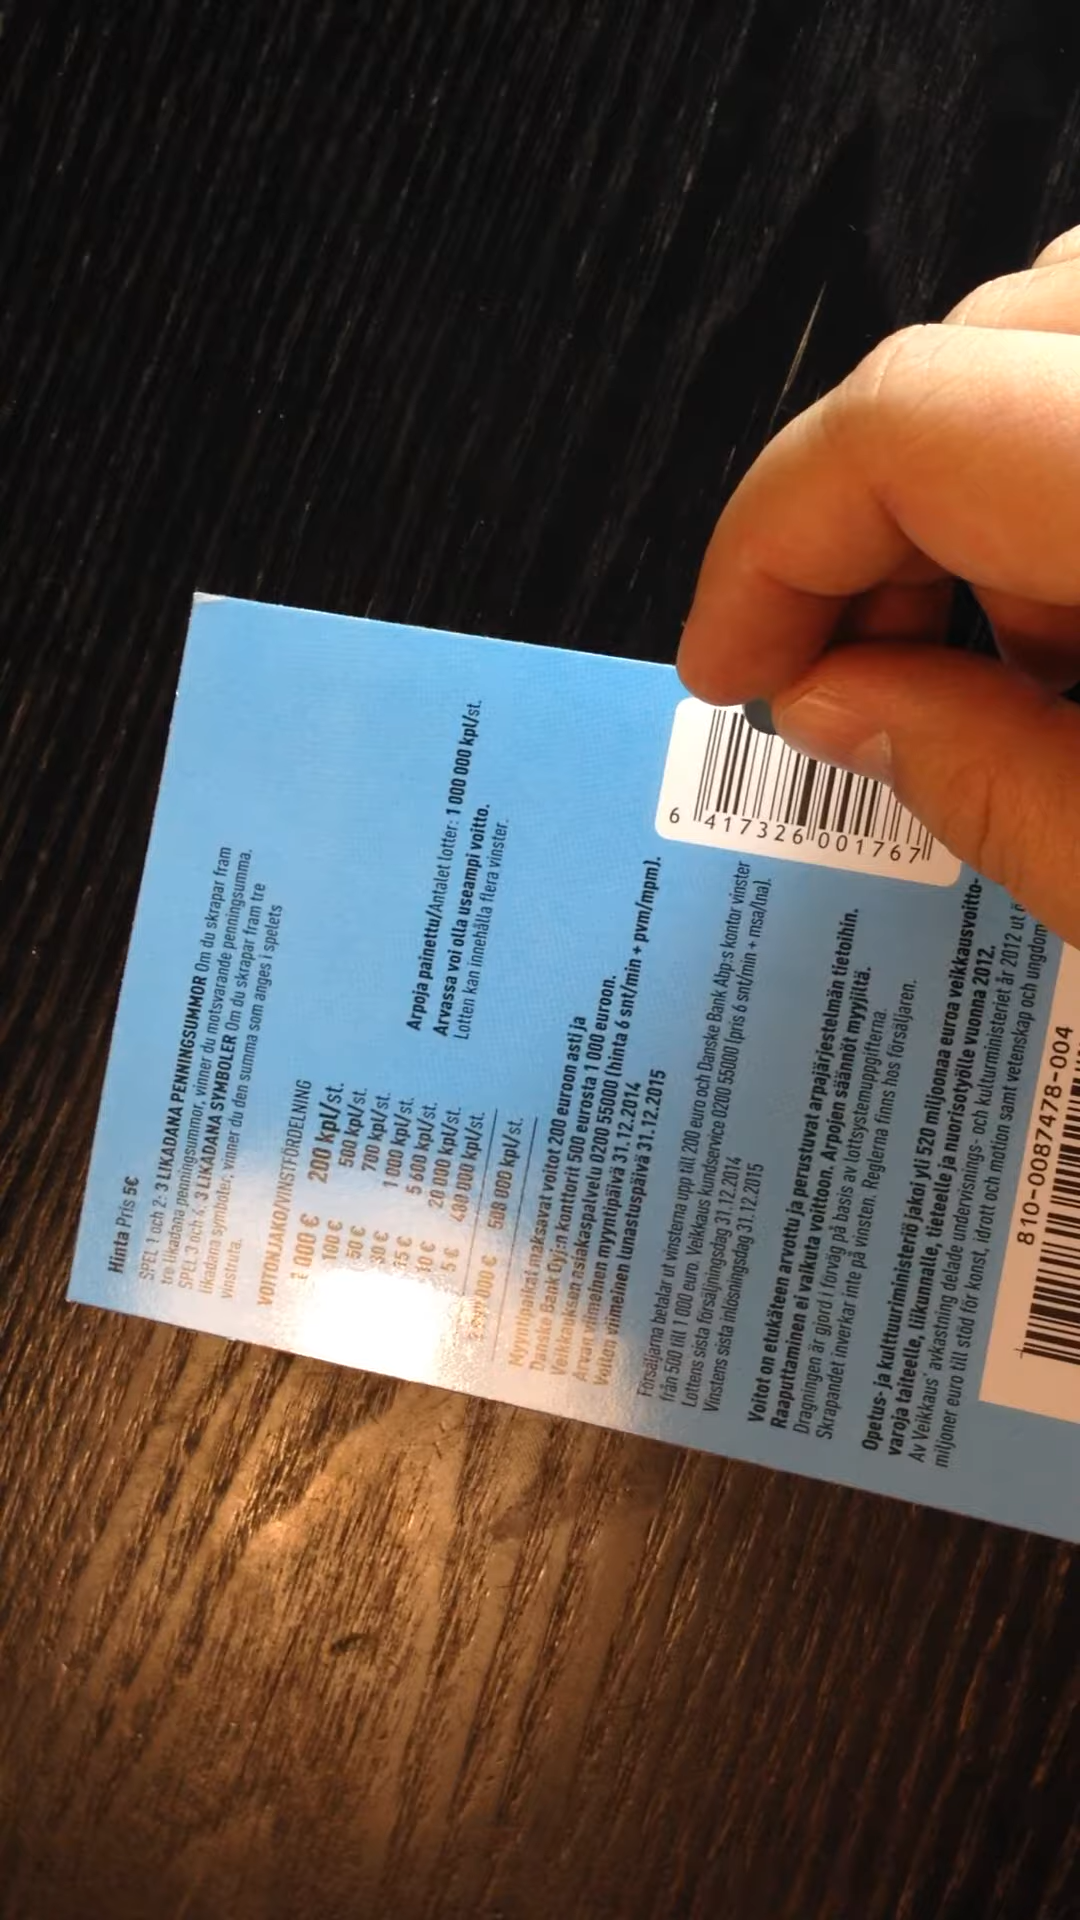 Hinta Pris 5€
SPEL 1 och 2: 3 LIKADANA PENNINGSUMMOR Om du skrapar fram
tre likadana penningsummor, vinner du motsvarande penningsumma.
SPEL 3 och 4: 3 LIKADANA SYMBOLER Om du skrapar fram tre
likadana symboler, vinner du den summa som anges i spelets
vinstruta.
VOITONJAKO/VINSTFÖRDELNING
000 € 200 kpl/st.
100 € 500 kpl/st.
50 € 700 kpl/st.
30 € 1 000 kpl/st.
15 € 5 600 kpl/st.
10 € 20 000 kpl/st.
5 € kpl/st.
000 € kpl/st.
Arpoja painettu/Antalet lotter: 1 000 000 kpl/st.
Arvassa voi olla useampi voitto.
Lotten kan innehålla flera vinster.
Myyntipaikat maksavat voitot 200 euroon asti ja
Danske Bank Oyj:n konttorit 500 eurosta 1 000 euroon.
Veikkauksen asiakaspalvelu 0200 55000 (hinta 6 snt/min + pvm/mpm).
Arvan viimeinen myyntipäivä 31.12.2014
Voiton viimeinen lunastuspäivä 31.12.2015
Försäljarna betalar ut vinsterna upp till 200 euro och Danske Bank Abp:s kontor vinster
från 500 till 1 000 euro. Veikkaus kundservice 0200 55000 (pris 6 snt/min + msa/lna).
Lottens sista försäljningsdag 31.12.2014
Vinstens sista inlösningsdag 31.12.2015
Voitot on etukäteen arvottu ja perustuvat arpajärjestelmän tietoihin.
Raaputtaminen ei vaikuta voittoon. Arpojen säännöt myyjiltä.
Dragningen är gjord i förväg på basis av lottsystemuppgifterna.
Skrapandet inverkar inte på vinsten. Reglerna finns hos försäljaren.
Opetus- ja kulttuuriministeriö jakoi yli 520 miljoonaa euroa veikkausvoitto-
varoja taiteelle, liikunnalle, tieteelle ja nuorisotyölle vuonna 2012.
Av Veikkaus' avkastning delade undervisnings- och kulturministeriet år 2012 ut
miljoner euro till stöd för konst, idrott och motion samt vetenskap och ungdom
6 417326 001767
810-0087478-004